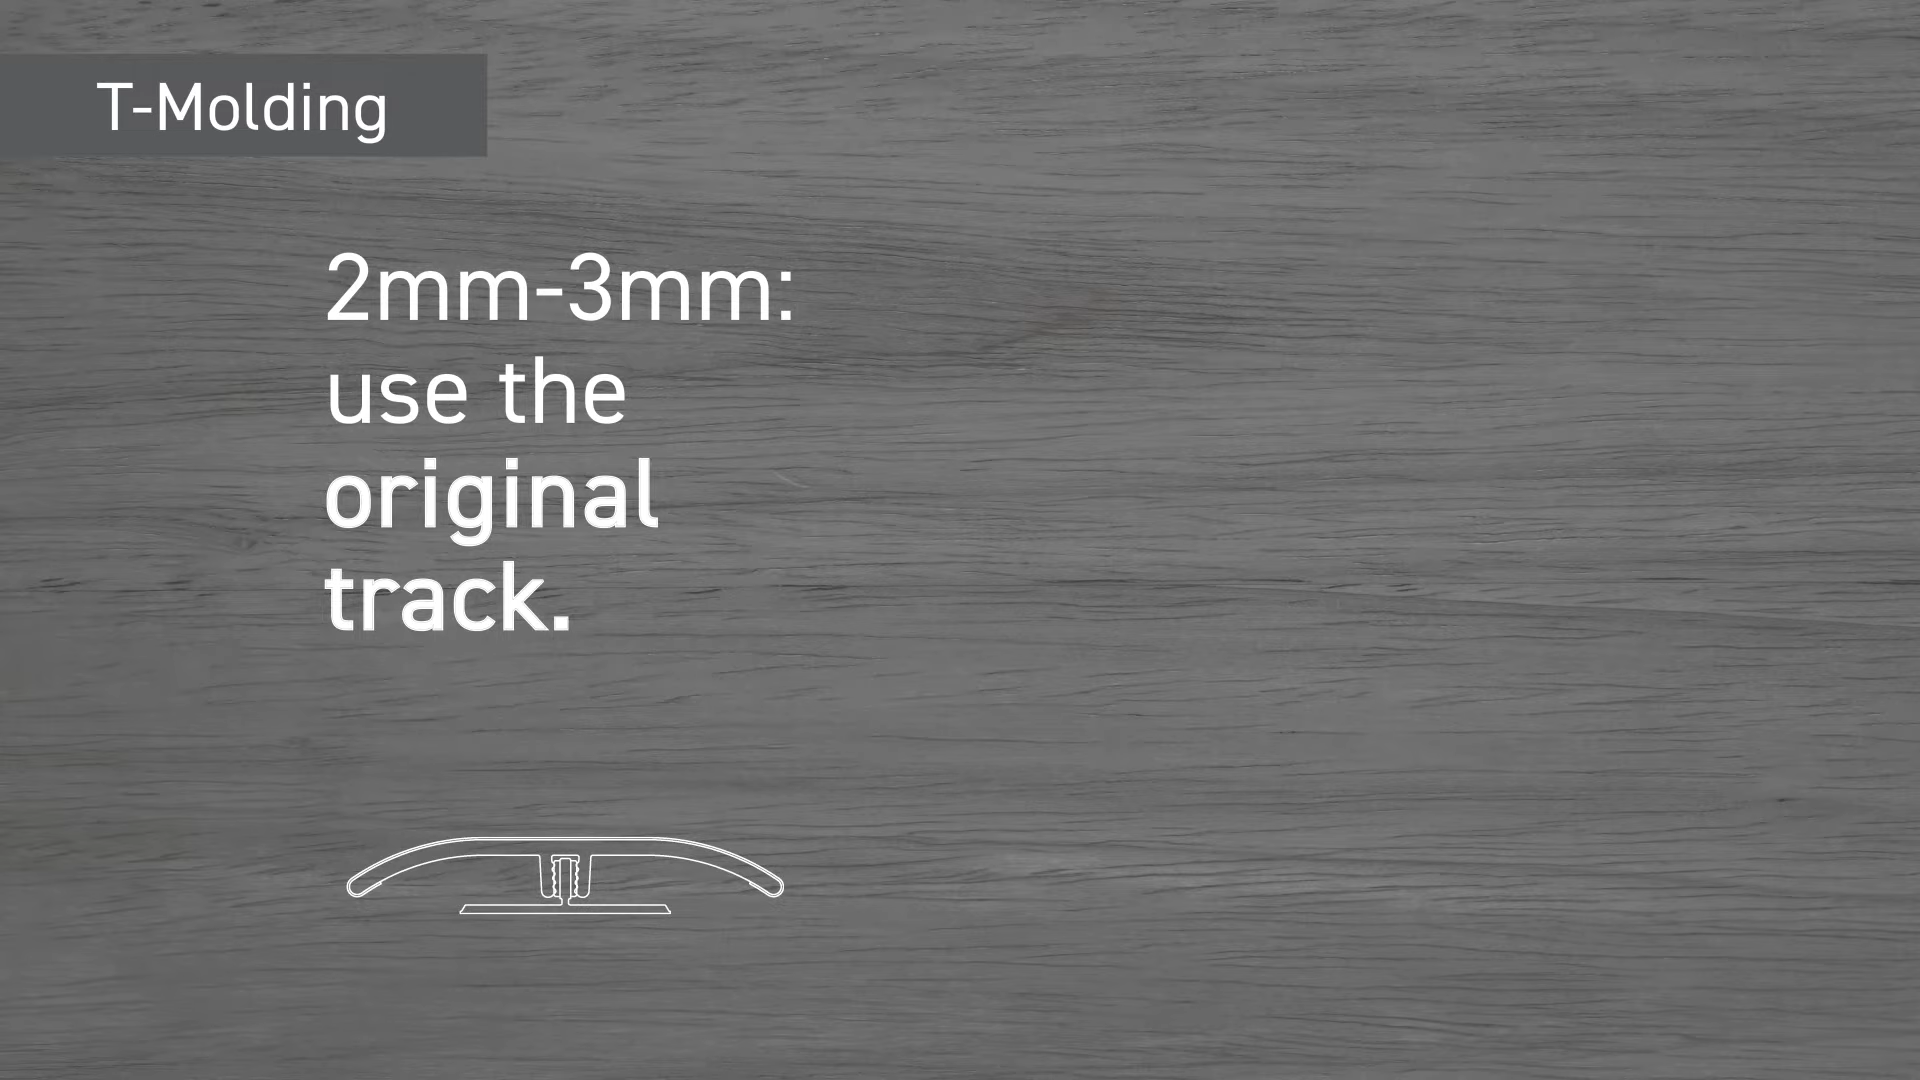 T-Molding
2mm-3mm:
use the
original
track.